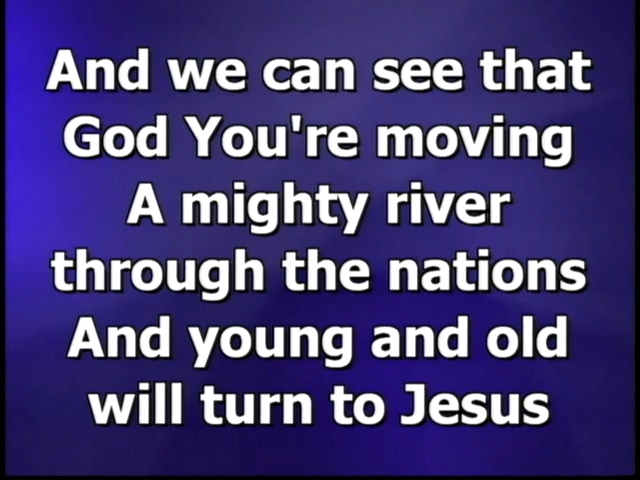 And we can see that
God You're moving
A mighty river
through the nations
And young and old
will turn to Jesus